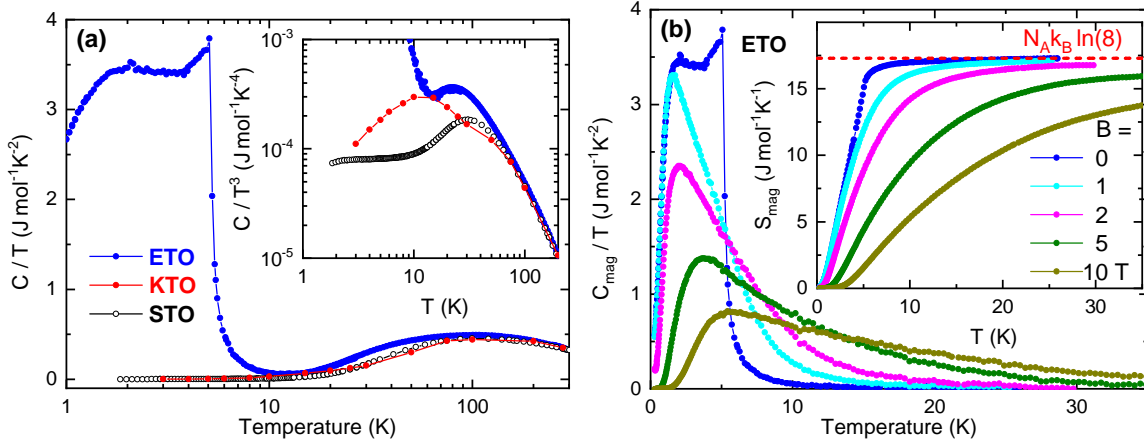 (a)
C / T (J mol⁻¹K⁻²)
4
3
2
1
0
1
10
100
Temperature (K)
ETO
KTO
STO
C / T³ (J mol⁻¹K⁻⁴)
10⁻³
10⁻⁴
10⁻⁵
1
10
100
T (K)
(b) ETO
C_mag / T (J mol⁻¹K⁻²)
4
3
2
1
0
0
10
20
30
Temperature (K)
N_A k_B ln(8)
S_mag (J mol⁻¹K⁻¹)
15
10
5
0
0
10
20
30
T (K)
B =
0
1
2
5
10 T